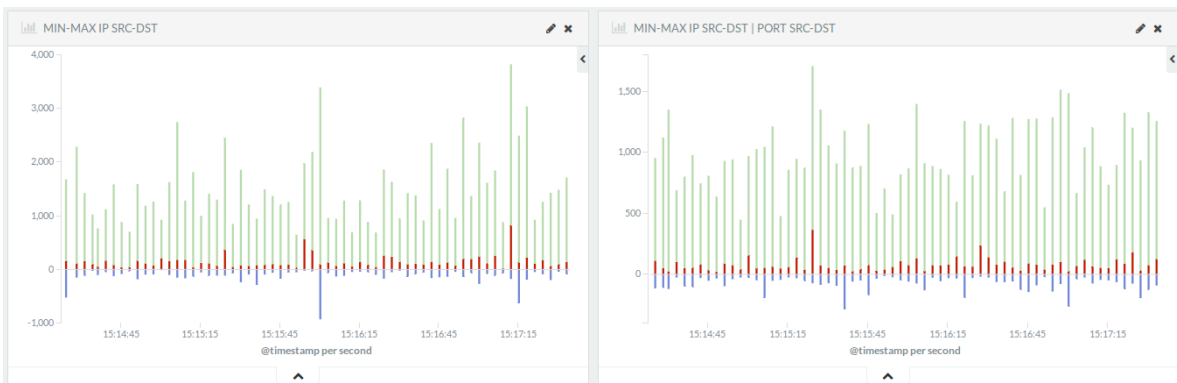 MIN-MAX IP SRC-DST
4,000
3,000
2,000
1,000
0
-1,000
15:14:45 15:15:15 15:15:45 15:16:15 15:16:45 15:17:15
@timestamp per second
MIN-MAX IP SRC-DST | PORT SRC-DST
1,500
1,000
500
0
15:14:45 15:15:15 15:15:45 15:16:15 15:16:45 15:17:15
@timestamp per second